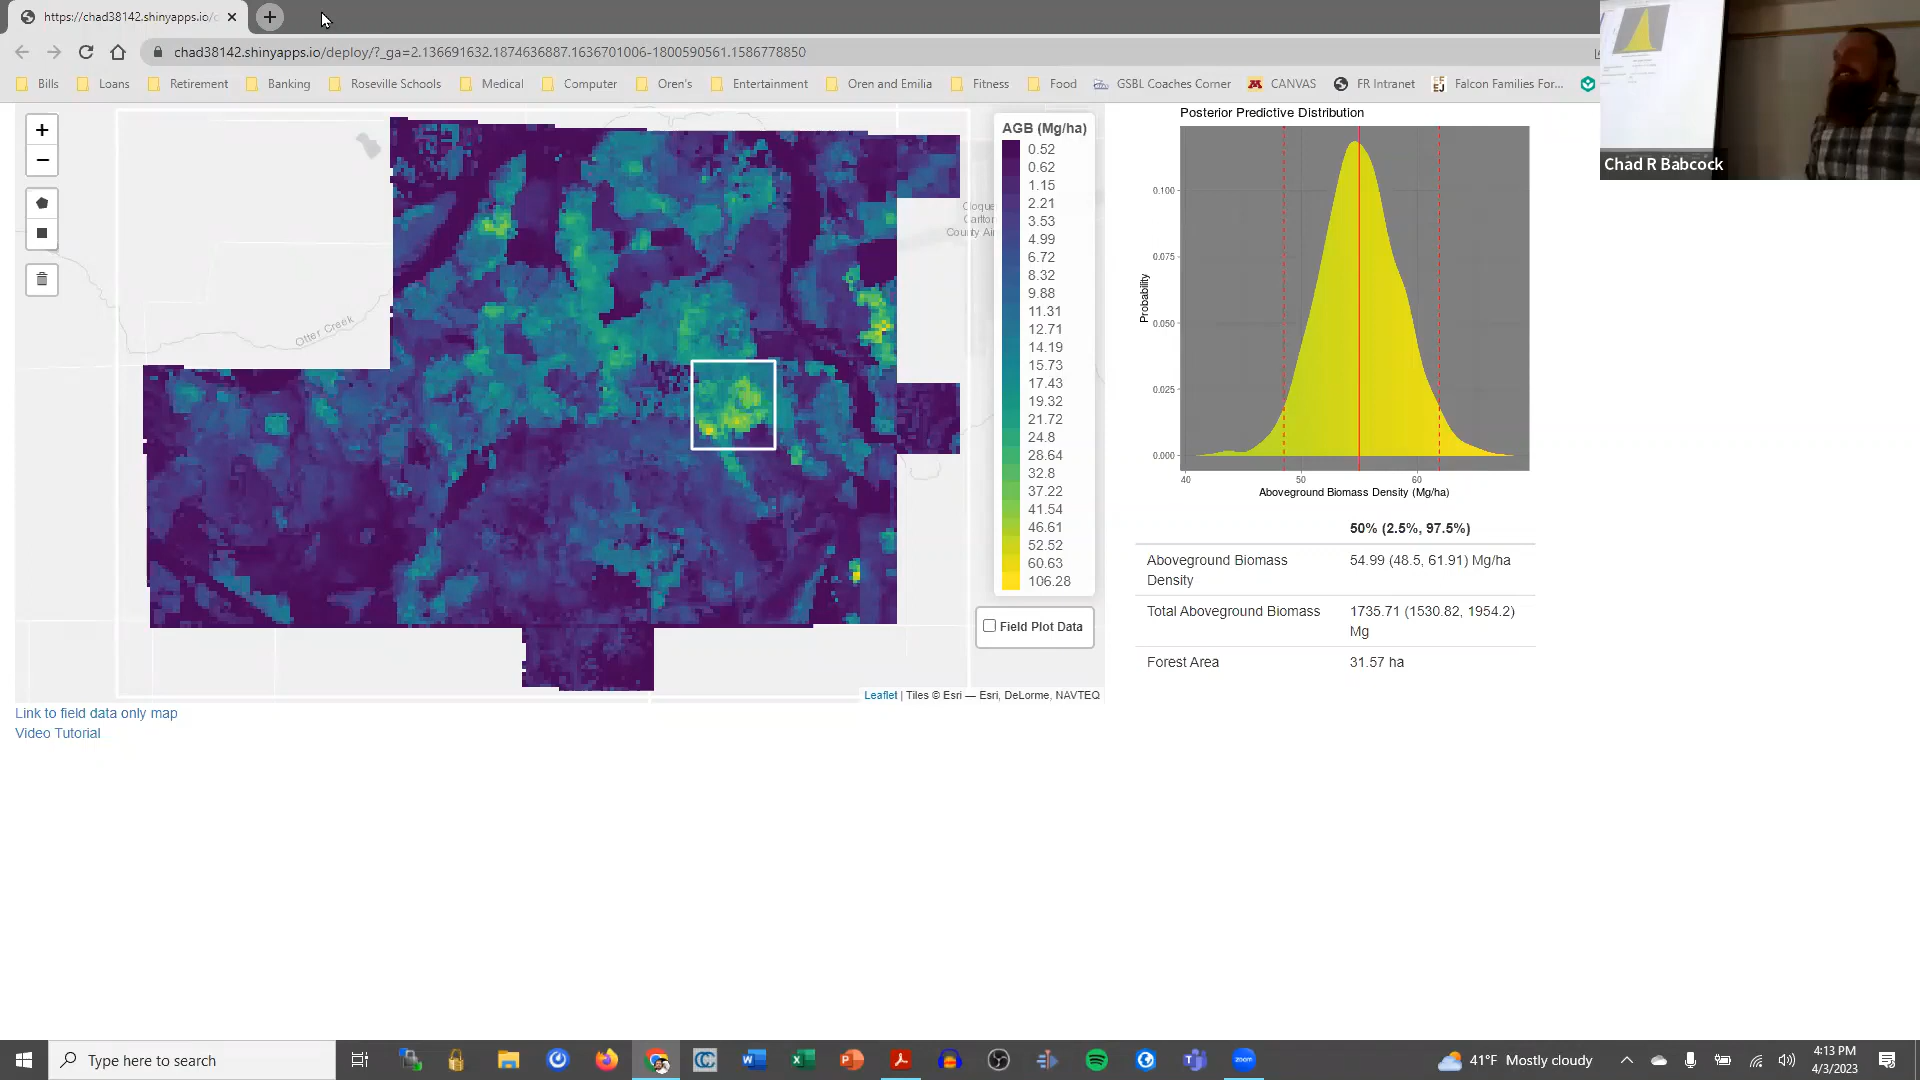 https://chad38142.shinyapps.io/d
chad38142.shinyapps.io/deploy/?_ga=2.136691632.1874636887.1636701006-1800590561.1586778850
Bills
Loans
Retirement
Banking
Roseville Schools
Medical
Computer
Oren's
Entertainment
Oren and Emilia
Fitness
Food
GSBL Coaches Corner
CANVAS
FR Intranet
Falcon Families For...
Chad R Babcock
+
−
Otter Creek
Cloque
Carlton
County Air
AGB (Mg/ha)
0.52
0.62
1.15
2.21
3.53
4.99
6.72
8.32
9.88
11.31
12.71
14.19
15.73
17.43
19.32
21.72
24.8
28.64
32.8
37.22
41.54
46.61
52.52
60.63
106.28
Field Plot Data
Leaflet | Tiles © Esri — Esri, DeLorme, NAVTEQ
Link to field data only map
Video Tutorial
Posterior Predictive Distribution
Probability
0.100
0.075
0.050
0.025
0.000
40 50 60
Aboveground Biomass Density (Mg/ha)
50% (2.5%, 97.5%)
Aboveground Biomass 54.99 (48.5, 61.91) Mg/ha
Density
Total Aboveground Biomass 1735.71 (1530.82, 1954.2)
Mg
Forest Area 31.57 ha
Type here to search
zoom
41°F Mostly cloudy
4:13 PM
4/3/2023